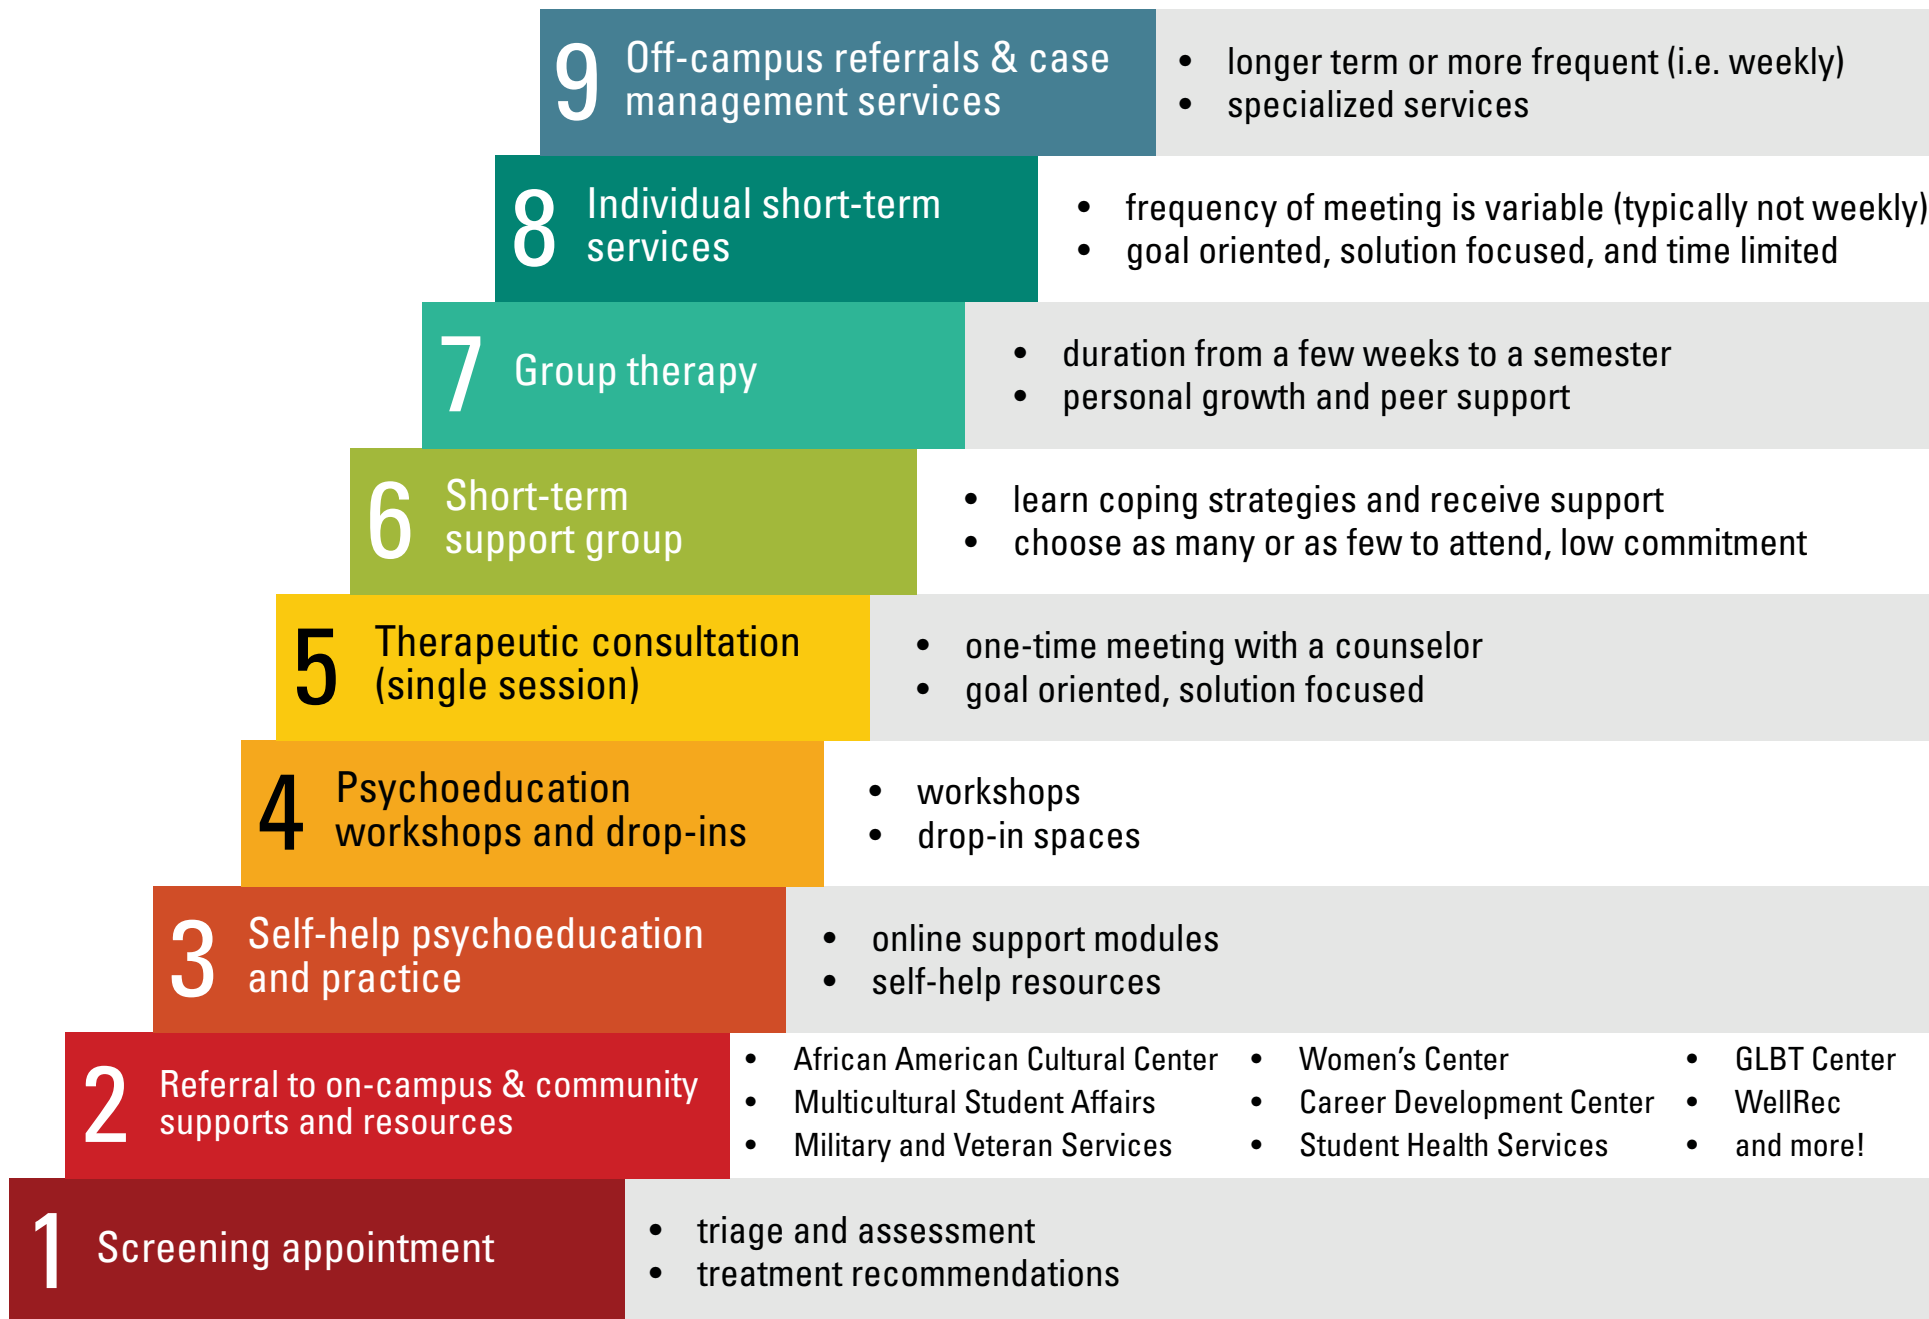 9 Off-campus referrals & case
management services
• longer term or more frequent (i.e. weekly)
• specialized services
8 Individual short-term
services
• frequency of meeting is variable (typically not weekly)
• goal oriented, solution focused, and time limited
7 Group therapy
• duration from a few weeks to a semester
• personal growth and peer support
6 Short-term
support group
• learn coping strategies and receive support
• choose as many or as few to attend, low commitment
5 Therapeutic consultation
(single session)
• one-time meeting with a counselor
• goal oriented, solution focused
4 Psychoeducation
workshops and drop-ins
• workshops
• drop-in spaces
3 Self-help psychoeducation
and practice
• online support modules
• self-help resources
2 Referral to on-campus & community
supports and resources
• African American Cultural Center
• Multicultural Student Affairs
• Military and Veteran Services
• Women’s Center
• Career Development Center
• Student Health Services
• GLBT Center
• WellRec
• and more!
1 Screening appointment
• triage and assessment
• treatment recommendations